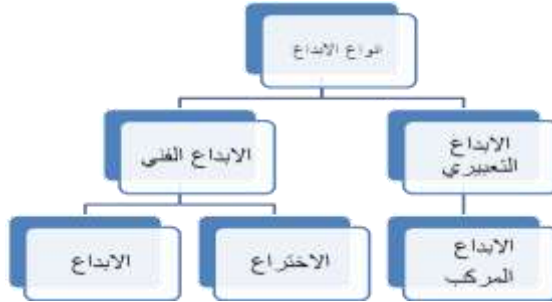 انواع الابداع
الابداع
التعبيري
الابداع الفني
الابداع
المركب
الاختراع
الابداع